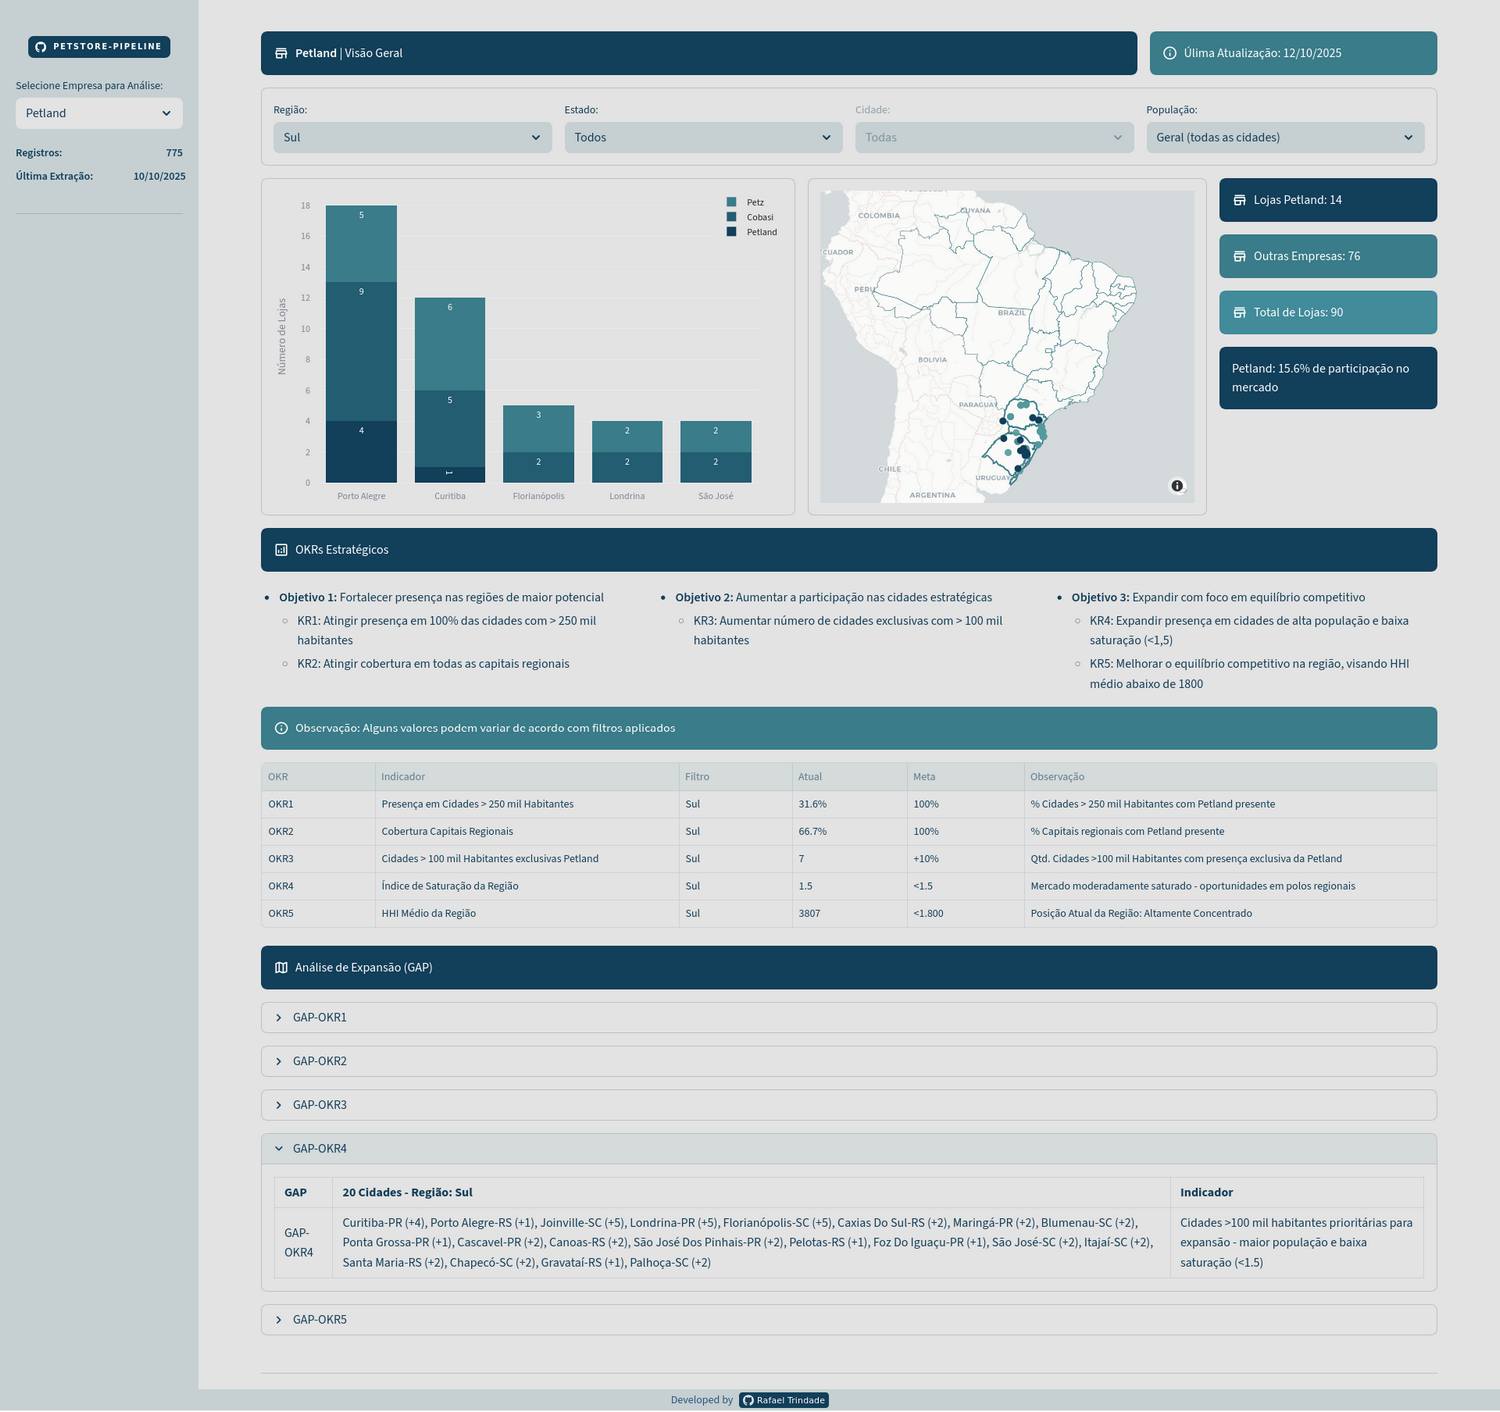 PETSTORE-PIPELINE
Selecione Empresa para Análise:
Petland
Registros: 775
Última Extração: 10/10/2025
Petland | Visão Geral
Úlima Atualização: 12/10/2025
Região:
Sul
Estado:
Todos
Cidade:
Todas
População:
Geral (todas as cidades)
Número de Lojas
18
16
14
12
10
8
6
4
2
0
5
9
4
6
5
1
3
2
2
2
2
2
Porto Alegre
Curitiba
Florianópolis
Londrina
São José
Petz
Cobasi
Petland
COLOMBIA
GUYANA
CUADOR
PERU
BRAZIL
BOLIVIA
PARAGUAY
CHILE
URUGUAY
ARGENTINA
Lojas Petland: 14
Outras Empresas: 76
Total de Lojas: 90
Petland: 15.6% de participação no
mercado
OKRs Estratégicos
Objetivo 1: Fortalecer presença nas regiões de maior potencial
KR1: Atingir presença em 100% das cidades com > 250 mil
habitantes
KR2: Atingir cobertura em todas as capitais regionais
Objetivo 2: Aumentar a participação nas cidades estratégicas
KR3: Aumentar número de cidades exclusivas com > 100 mil
habitantes
Objetivo 3: Expandir com foco em equilíbrio competitivo
KR4: Expandir presença em cidades de alta população e baixa
saturação (<1,5)
KR5: Melhorar o equilíbrio competitivo na região, visando HHI
médio abaixo de 1800
Observação: Alguns valores podem variar de acordo com filtros aplicados
OKR Indicador Filtro Atual Meta Observação
OKR1 Presença em Cidades > 250 mil Habitantes Sul 31.6% 100% % Cidades > 250 mil Habitantes com Petland presente
OKR2 Cobertura Capitais Regionais Sul 66.7% 100% % Capitais regionais com Petland presente
OKR3 Cidades > 100 mil Habitantes exclusivas Petland Sul 7 +10% Qtd. Cidades >100 mil Habitantes com presença exclusiva da Petland
OKR4 Índice de Saturação da Região Sul 1.5 <1.5 Mercado moderadamente saturado - oportunidades em polos regionais
OKR5 HHI Médio da Região Sul 3807 <1.800 Posição Atual da Região: Altamente Concentrado
Análise de Expansão (GAP)
GAP-OKR1
GAP-OKR2
GAP-OKR3
GAP-OKR4
GAP 20 Cidades - Região: Sul Indicador
GAP-
OKR4
Curitiba-PR (+4), Porto Alegre-RS (+1), Joinville-SC (+5), Londrina-PR (+5), Florianópolis-SC (+5), Caxias Do Sul-RS (+2), Maringá-PR (+2), Blumenau-SC (+2),
Ponta Grossa-PR (+1), Cascavel-PR (+2), Canoas-RS (+2), São José Dos Pinhais-PR (+2), Pelotas-RS (+1), Foz Do Iguaçu-PR (+1), São José-SC (+2), Itajaí-SC (+2),
Santa Maria-RS (+2), Chapecó-SC (+2), Gravataí-RS (+1), Palhoça-SC (+2)
Cidades >100 mil habitantes prioritárias para
expansão - maior população e baixa
saturação (<1.5)
GAP-OKR5
Developed by Rafael Trindade